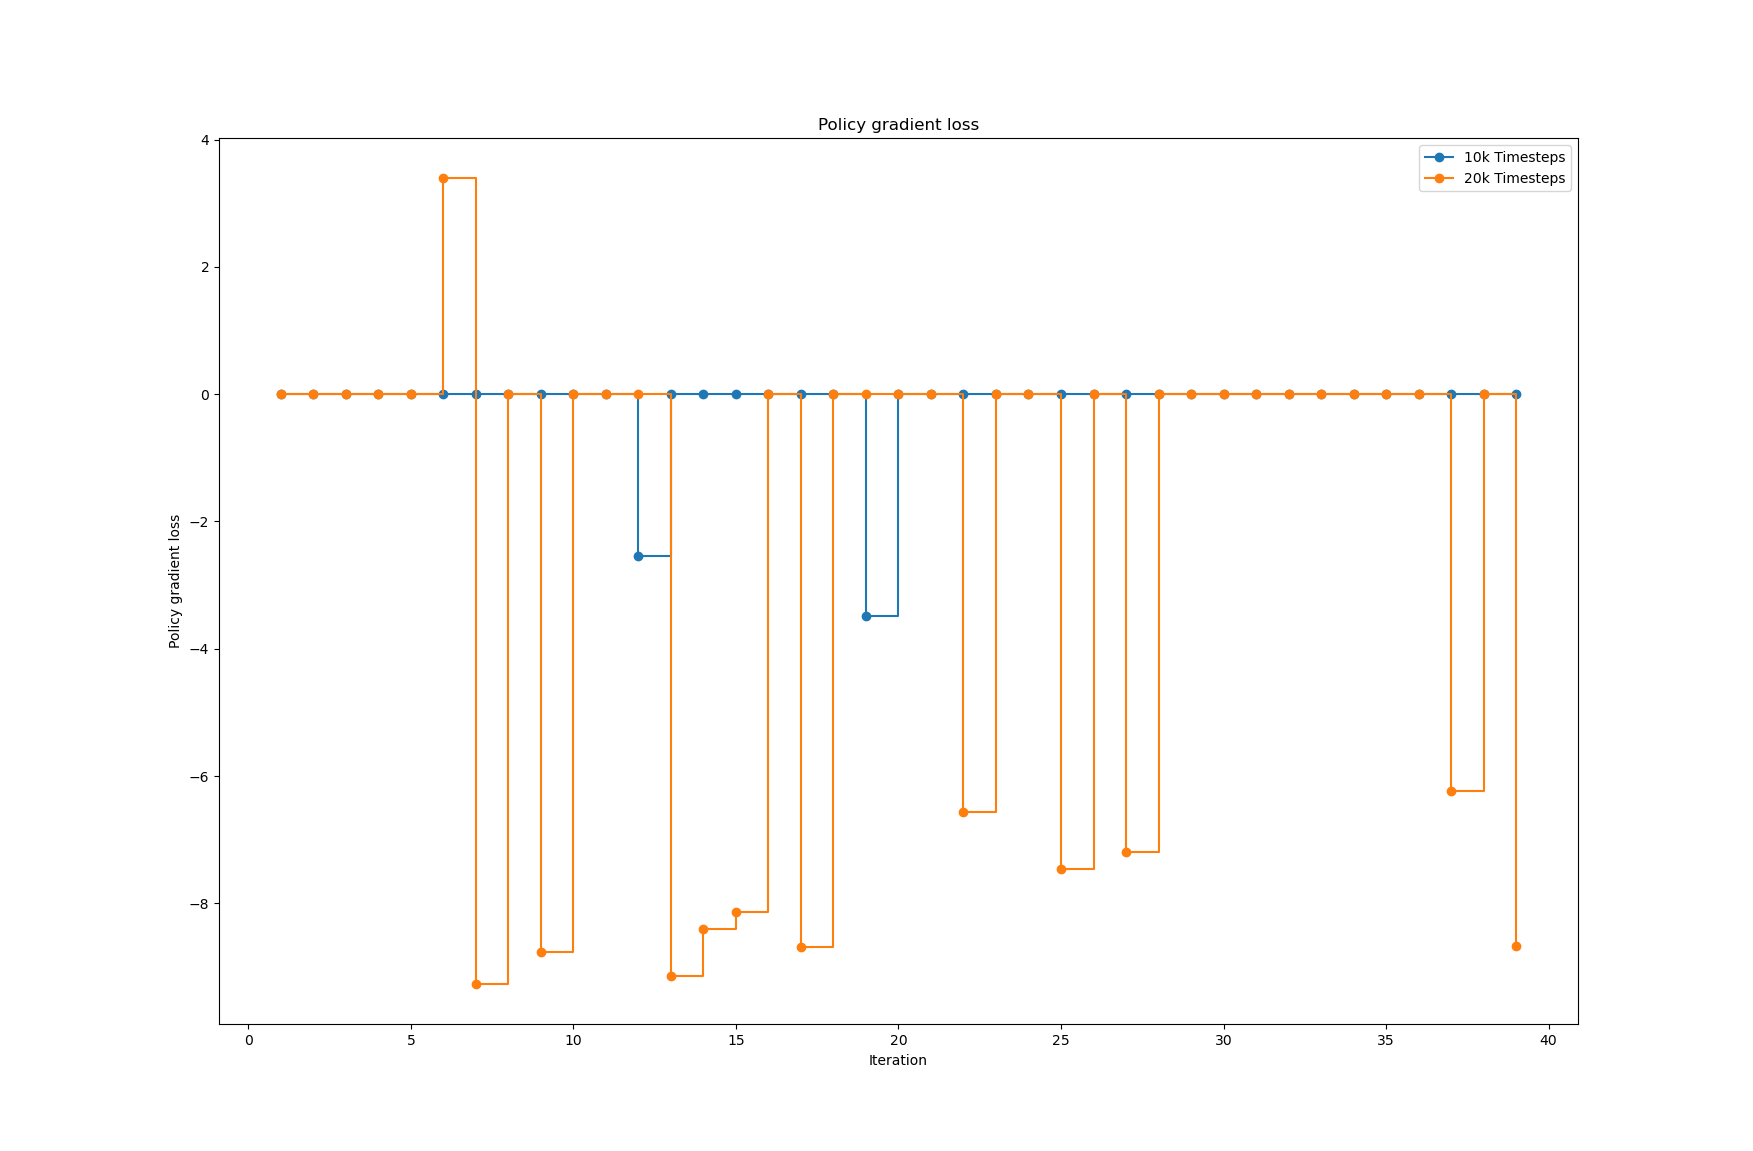 Policy gradient loss
10k Timesteps
20k Timesteps
4
2
0
−2
−4
−6
−8
Policy gradient loss
0 5 10 15 20 25 30 35 40
Iteration